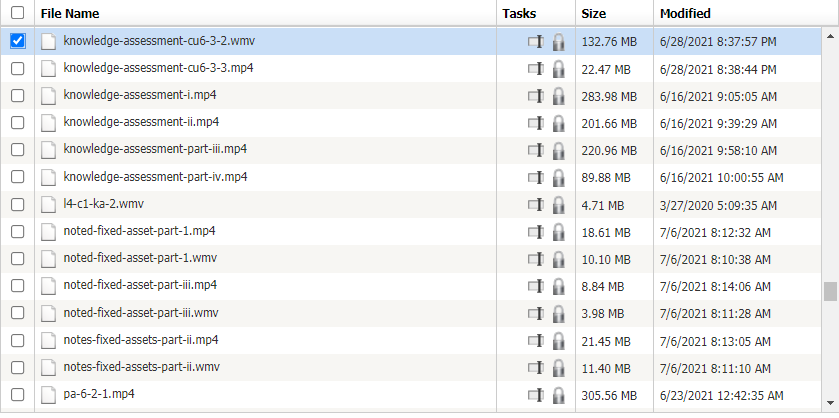 File Name Tasks Size Modified
knowledge-assessment-cu6-3-2.wmv 132.76 MB 6/28/2021 8:37:57 PM
knowledge-assessment-cu6-3-3.mp4 22.47 MB 6/28/2021 8:38:44 PM
knowledge-assessment-i.mp4 283.98 MB 6/16/2021 9:05:05 AM
knowledge-assessment-ii.mp4 201.66 MB 6/16/2021 9:39:29 AM
knowledge-assessment-part-iii.mp4 220.96 MB 6/16/2021 9:58:10 AM
knowledge-assessment-part-iv.mp4 89.88 MB 6/16/2021 10:00:55 AM
l4-c1-ka-2.wmv 4.71 MB 3/27/2020 5:09:35 AM
noted-fixed-asset-part-1.mp4 18.61 MB 7/6/2021 8:12:32 AM
noted-fixed-asset-part-1.wmv 10.10 MB 7/6/2021 8:10:38 AM
noted-fixed-asset-part-iii.mp4 8.84 MB 7/6/2021 8:14:06 AM
noted-fixed-asset-part-iii.wmv 3.98 MB 7/6/2021 8:11:28 AM
notes-fixed-assets-part-ii.mp4 21.45 MB 7/6/2021 8:13:05 AM
notes-fixed-assets-part-ii.wmv 11.40 MB 7/6/2021 8:11:10 AM
pa-6-2-1.mp4 305.56 MB 6/23/2021 12:42:35 AM